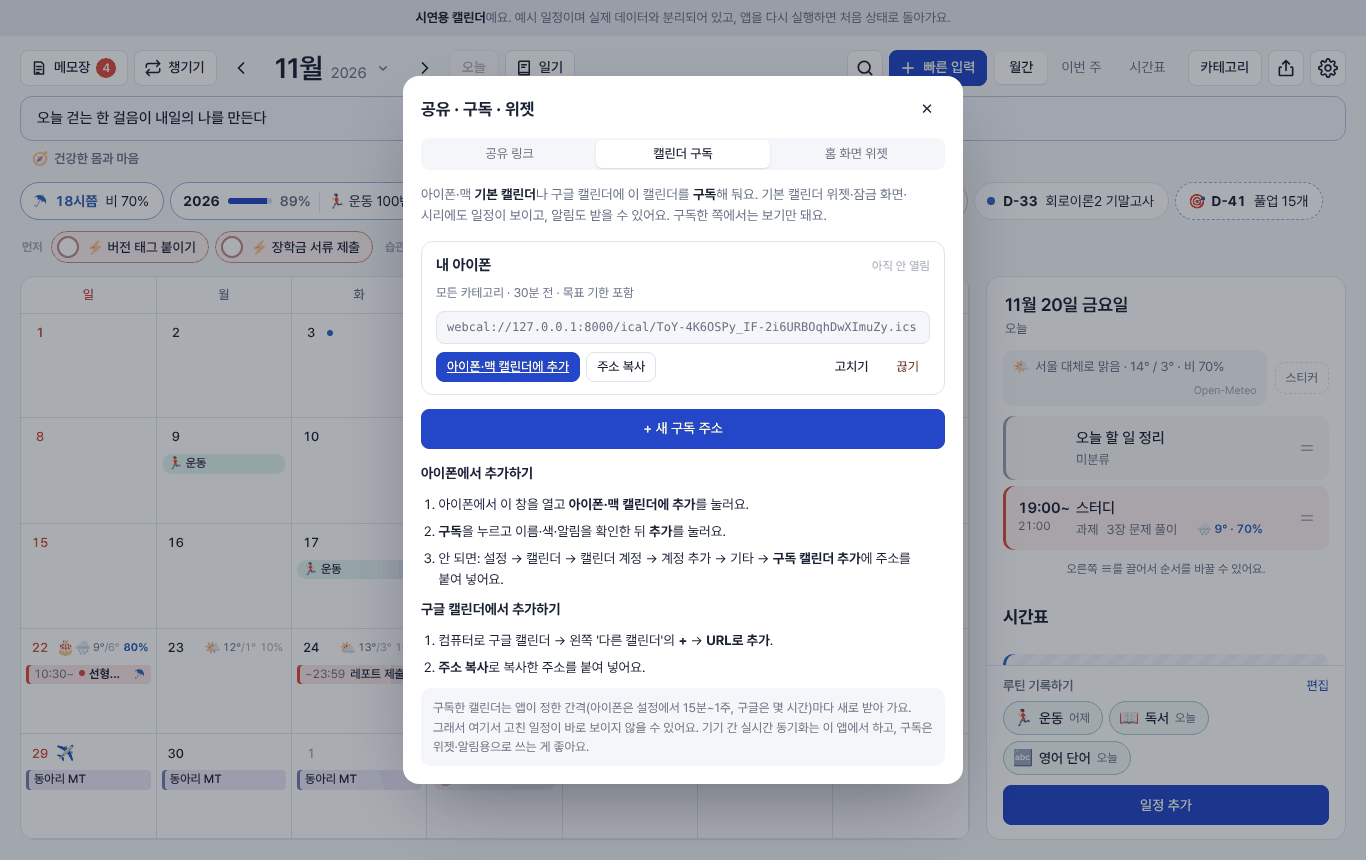 시연용 캘린더예요. 예시 일정이며 실제 데이터와 분리되어 있고, 앱을 다시 실행하면 처음 상태로 돌아가요.
메모장 4 챙기기 11월 2026 오늘 일기 빠른 입력 월간 이번 주 시간표 카테고리
오늘 걷는 한 걸음이 내일의 나를 만든다
건강한 몸과 마음
18시쯤 비 70% 2026 89% 운동 100번 D-33 회로이론2 기말고사 D-41 풀업 15개
먼저 버전 태그 붙이기 장학금 서류 제출 습관
일 월 화
1 2 3
8 9 10
운동
15 16 17
운동
22 9°/6° 80% 23 12°/1° 10% 24 13°/3°
10:30~ 선형... ~23:59 레포트 제출
29 30 1
동아리 MT 동아리 MT 동아리 MT
공유 · 구독 · 위젯
공유 링크 캘린더 구독 홈 화면 위젯
아이폰·맥 기본 캘린더나 구글 캘린더에 이 캘린더를 구독해 둬요. 기본 캘린더 위젯·잠금 화면·
시리에도 일정이 보이고, 알림도 받을 수 있어요. 구독한 쪽에서는 보기만 돼요.
내 아이폰 아직 안 열림
모든 카테고리 · 30분 전 · 목표 기한 포함
webcal://127.0.0.1:8000/ical/ToY-4K6OSPy_IF-2i6URBOqhDwXImuZy.ics
아이폰·맥 캘린더에 추가 주소 복사 고치기 끊기
+ 새 구독 주소
아이폰에서 추가하기
1. 아이폰에서 이 창을 열고 아이폰·맥 캘린더에 추가를 눌러요.
2. 구독을 누르고 이름·색·알림을 확인한 뒤 추가를 눌러요.
3. 안 되면: 설정 → 캘린더 → 캘린더 계정 → 계정 추가 → 기타 → 구독 캘린더 추가에 주소를
붙여 넣어요.
구글 캘린더에서 추가하기
1. 컴퓨터로 구글 캘린더 → 왼쪽 '다른 캘린더'의 + → URL로 추가.
2. 주소 복사로 복사한 주소를 붙여 넣어요.
구독한 캘린더는 앱이 정한 간격(아이폰은 설정에서 15분~1주, 구글은 몇 시간)마다 새로 받아 가요.
그래서 여기서 고친 일정이 바로 보이지 않을 수 있어요. 기기 간 실시간 동기화는 이 앱에서 하고, 구독은
위젯·알림용으로 쓰는 게 좋아요.
11월 20일 금요일
오늘
서울 대체로 맑음 · 14° / 3° · 비 70%
Open-Meteo
스티커
오늘 할 일 정리
미분류
19:00~ 스터디
21:00 과제 3장 문제 풀이 9° · 70%
오른쪽 ≡를 끌어서 순서를 바꿀 수 있어요.
시간표
루틴 기록하기 편집
운동 어제 독서 오늘
영어 단어 오늘
일정 추가